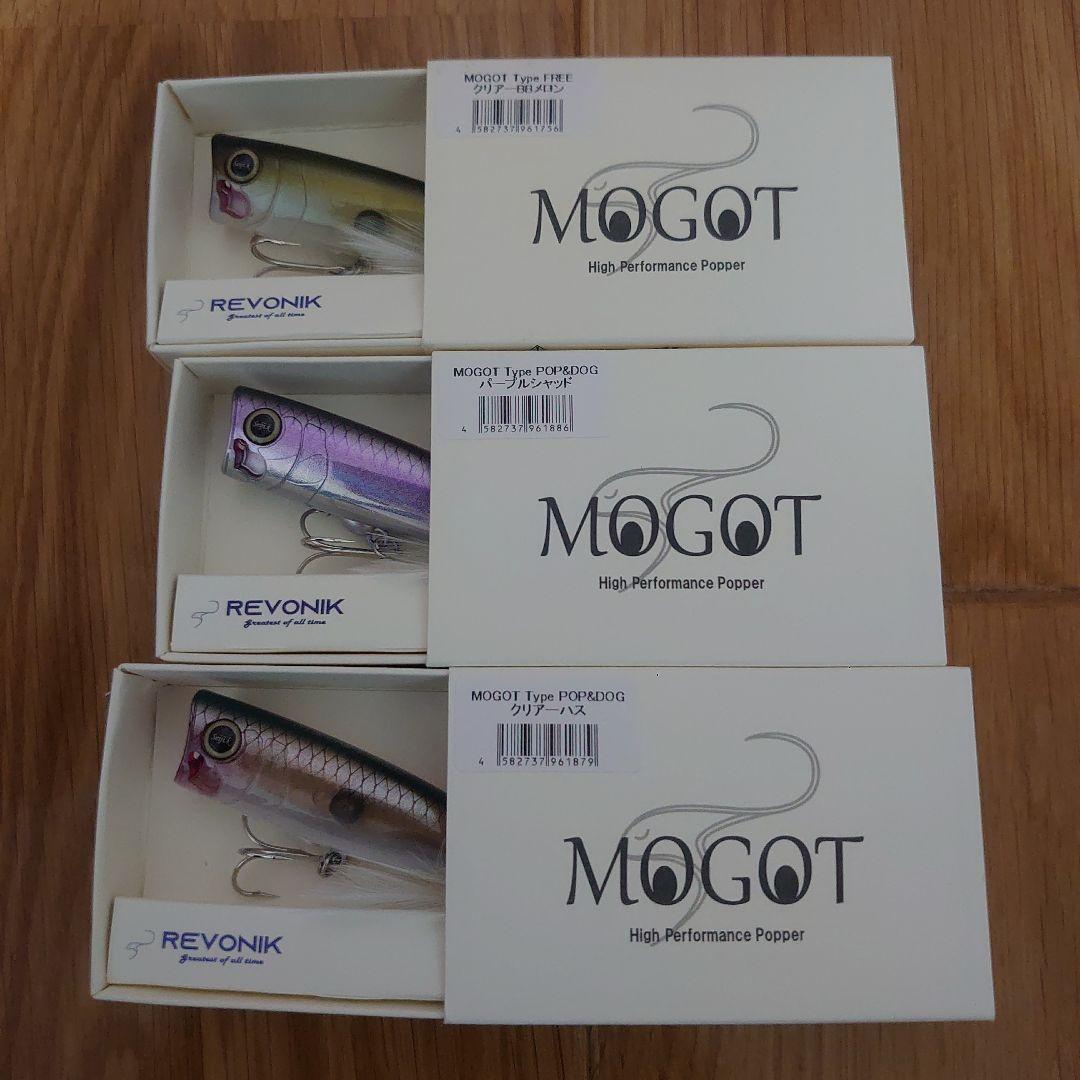 MOGOT Type FREE
クリアーBBメロン
4 582737 961756
MOGOT
High Performance Popper
REVONIK
Greatest of all time
MOGOT Type POP&DOG
パープルシャッド
4 582737 961886
MOGOT
High Performance Popper
REVONIK
Greatest of all time
MOGOT Type POP&DOG
クリアーハス
4 582737 961879
MOGOT
High Performance Popper
REVONIK
Greatest of all time